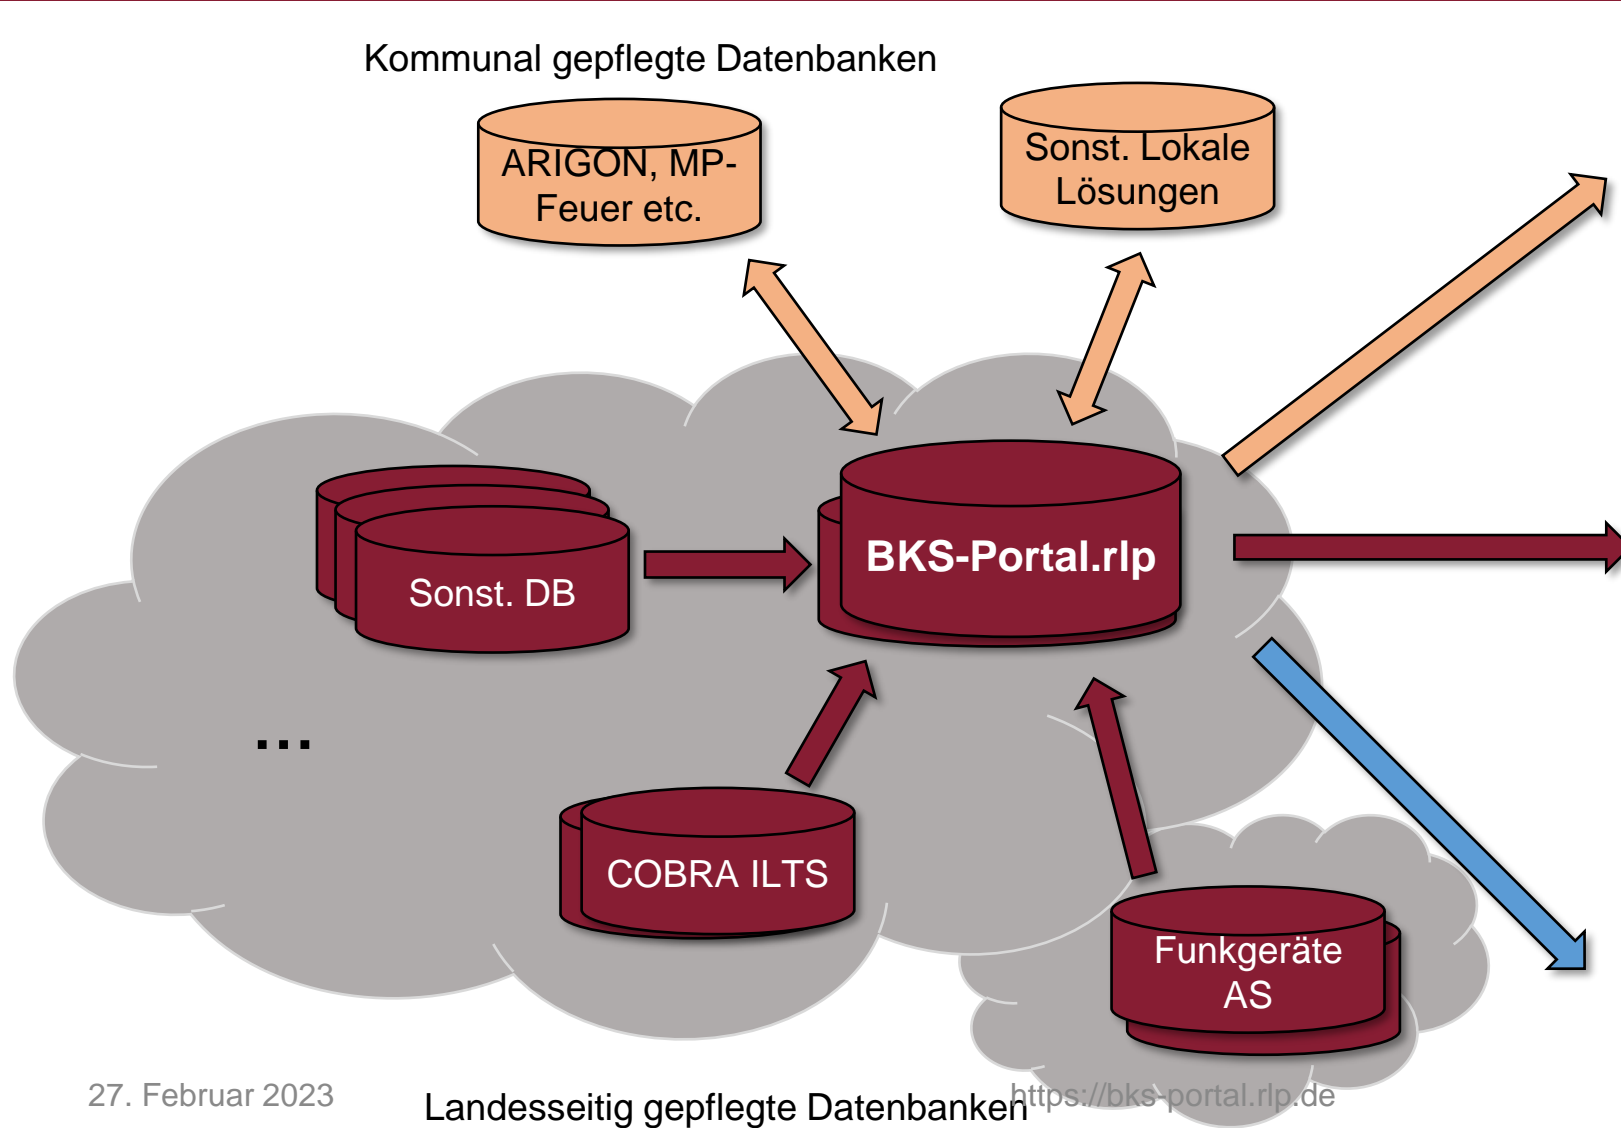 Kommunal gepflegte Datenbanken
ARIGON, MP-
Feuer etc.
Sonst. Lokale
Lösungen
BKS-Portal.rlp
Sonst. DB
...
COBRA ILTS
Funkgeräte
AS
27. Februar 2023
Landesseitig gepflegte Datenbanken
https://bks-portal.rlp.de